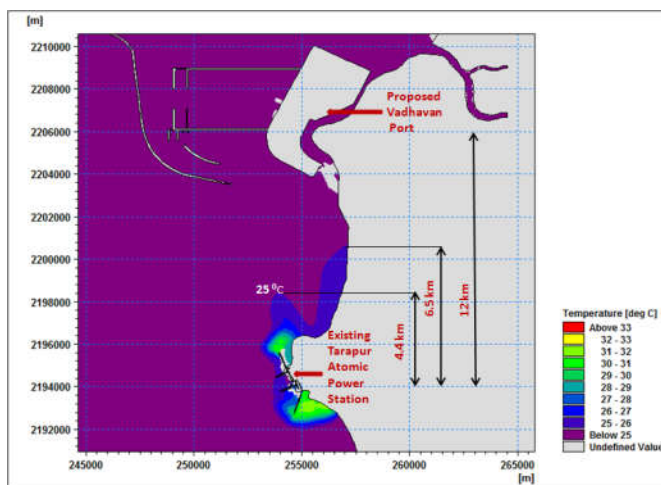 [m]
2210000
2208000
2206000
2204000
2202000
2200000
2198000
2196000
2194000
2192000
Proposed
Vadhavan
Port
25 ⁰C
4.4 km
6.5 km
12 km
Existing
Tarapur
Atomic
Power
Station
245000
250000
255000
260000
265000
[m]
Temperature [deg C]
Above 33
32 - 33
31 - 32
30 - 31
29 - 30
28 - 29
27 - 28
26 - 27
25 - 26
Below 25
Undefined Value